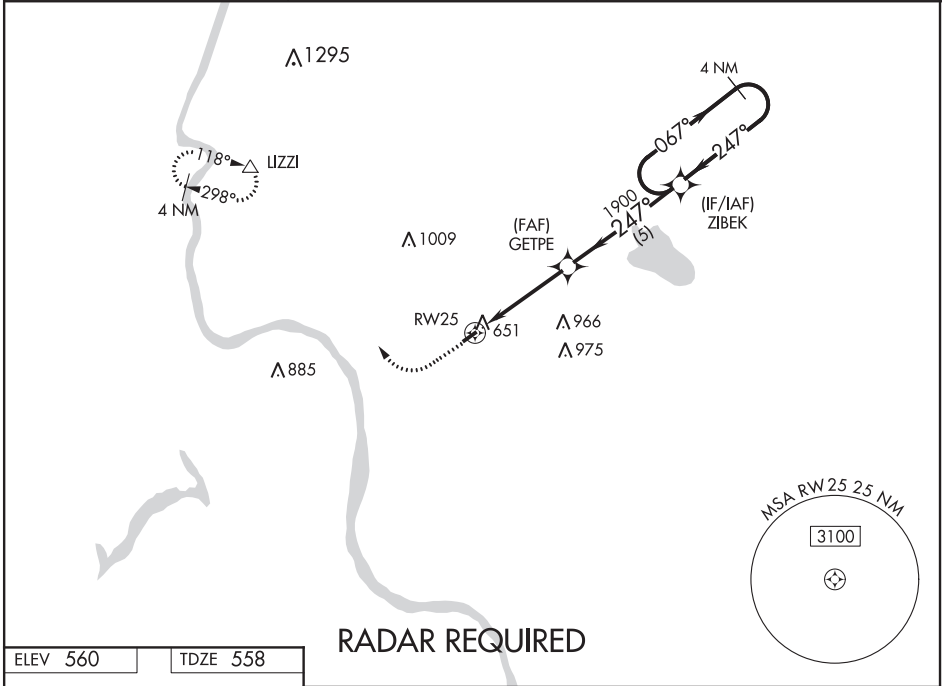 1295
4 NM
067°
247°
118°
LIZZI
298°
4 NM
(IF/IAF)
ZIBEK
1900
247°
(5)
(FAF)
GETPE
1009
RW25
651
966
975
885
MSA RW25 25 NM
3100
RADAR REQUIRED
ELEV 560
TDZE 558